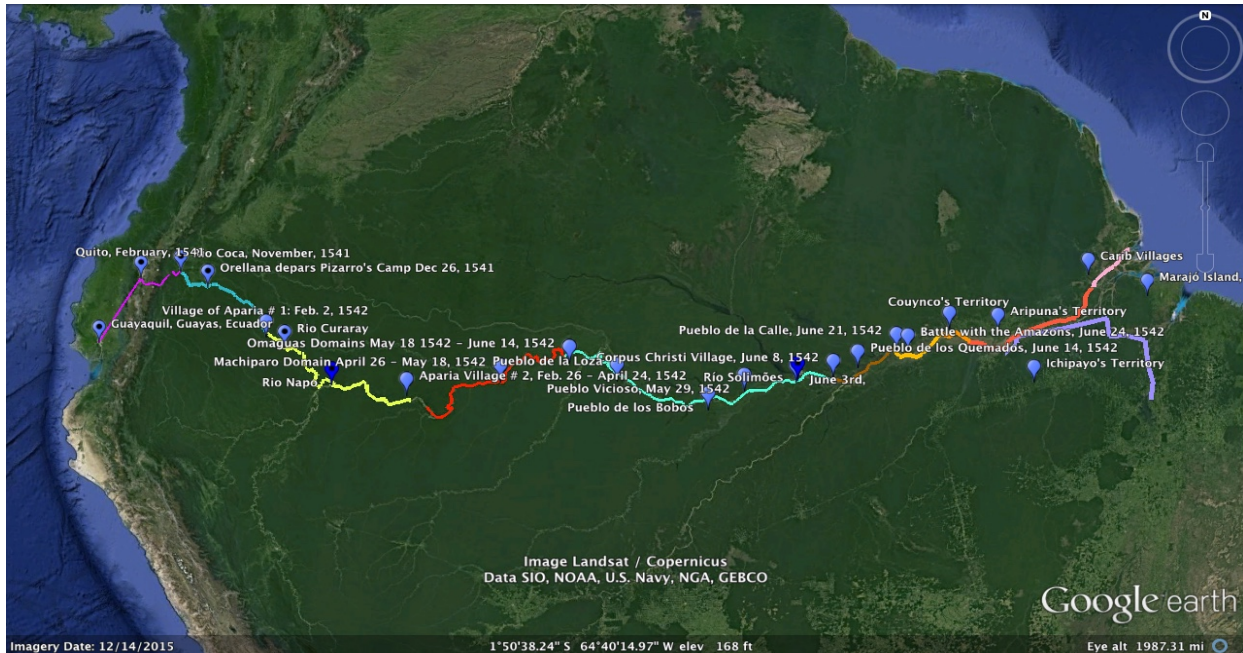 N
Quito, February, 1541
Rio Coca, November, 1541
Orellana depars Pizarro's Camp Dec 26, 1541
Carib Villages
Marajó Island,
Village of Aparia # 1: Feb. 2, 1542
Couynco's Territory
Aripuna's Territory
Guayaquil, Guayas, Ecuador
Rio Curaray
Pueblo de la Calle, June 21, 1542
Battle with the Amazons, June 24, 1542
Omaguas Domains May 18 1542 - June 14, 1542
Pueblo de los Quemados, June 14, 1542
Machiparo Domain April 26 - May 18, 1542
Pueblo de la Loza
Corpus Christi Village, June 8, 1542
Ichipayo's Territory
Rio Napo
Aparia Village # 2, Feb. 26 - April 24, 1542
Rio Solimões
June 3rd,
Pueblo Vicioso, May 29, 1542
Pueblo de los Bobos
Image Landsat / Copernicus
Data SIO, NOAA, U.S. Navy, NGA, GEBCO
Google earth
Imagery Date: 12/14/2015
1°50'38.24" S 64°40'14.97" W elev 168 ft
Eye alt 1987.31 mi